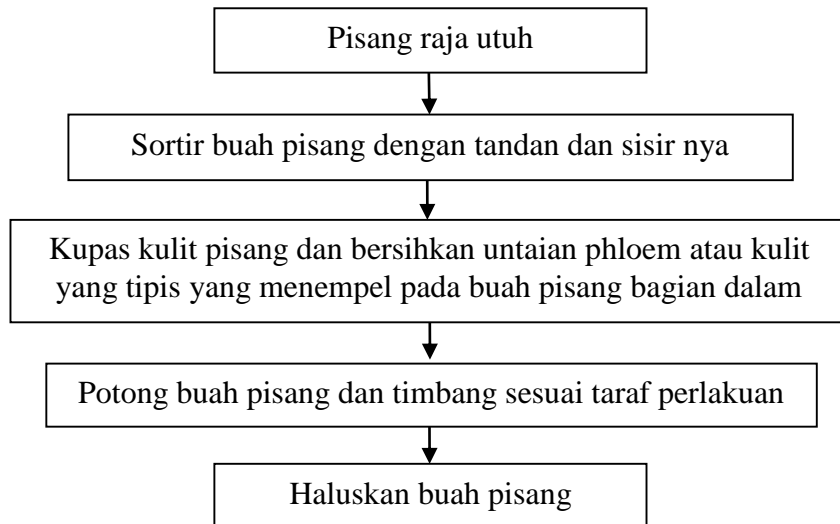 Pisang raja utuh
Sortir buah pisang dengan tandan dan sisir nya
Kupas kulit pisang dan bersihkan untaian phloem atau kulit
yang tipis yang menempel pada buah pisang bagian dalam
Potong buah pisang dan timbang sesuai taraf perlakuan
Haluskan buah pisang